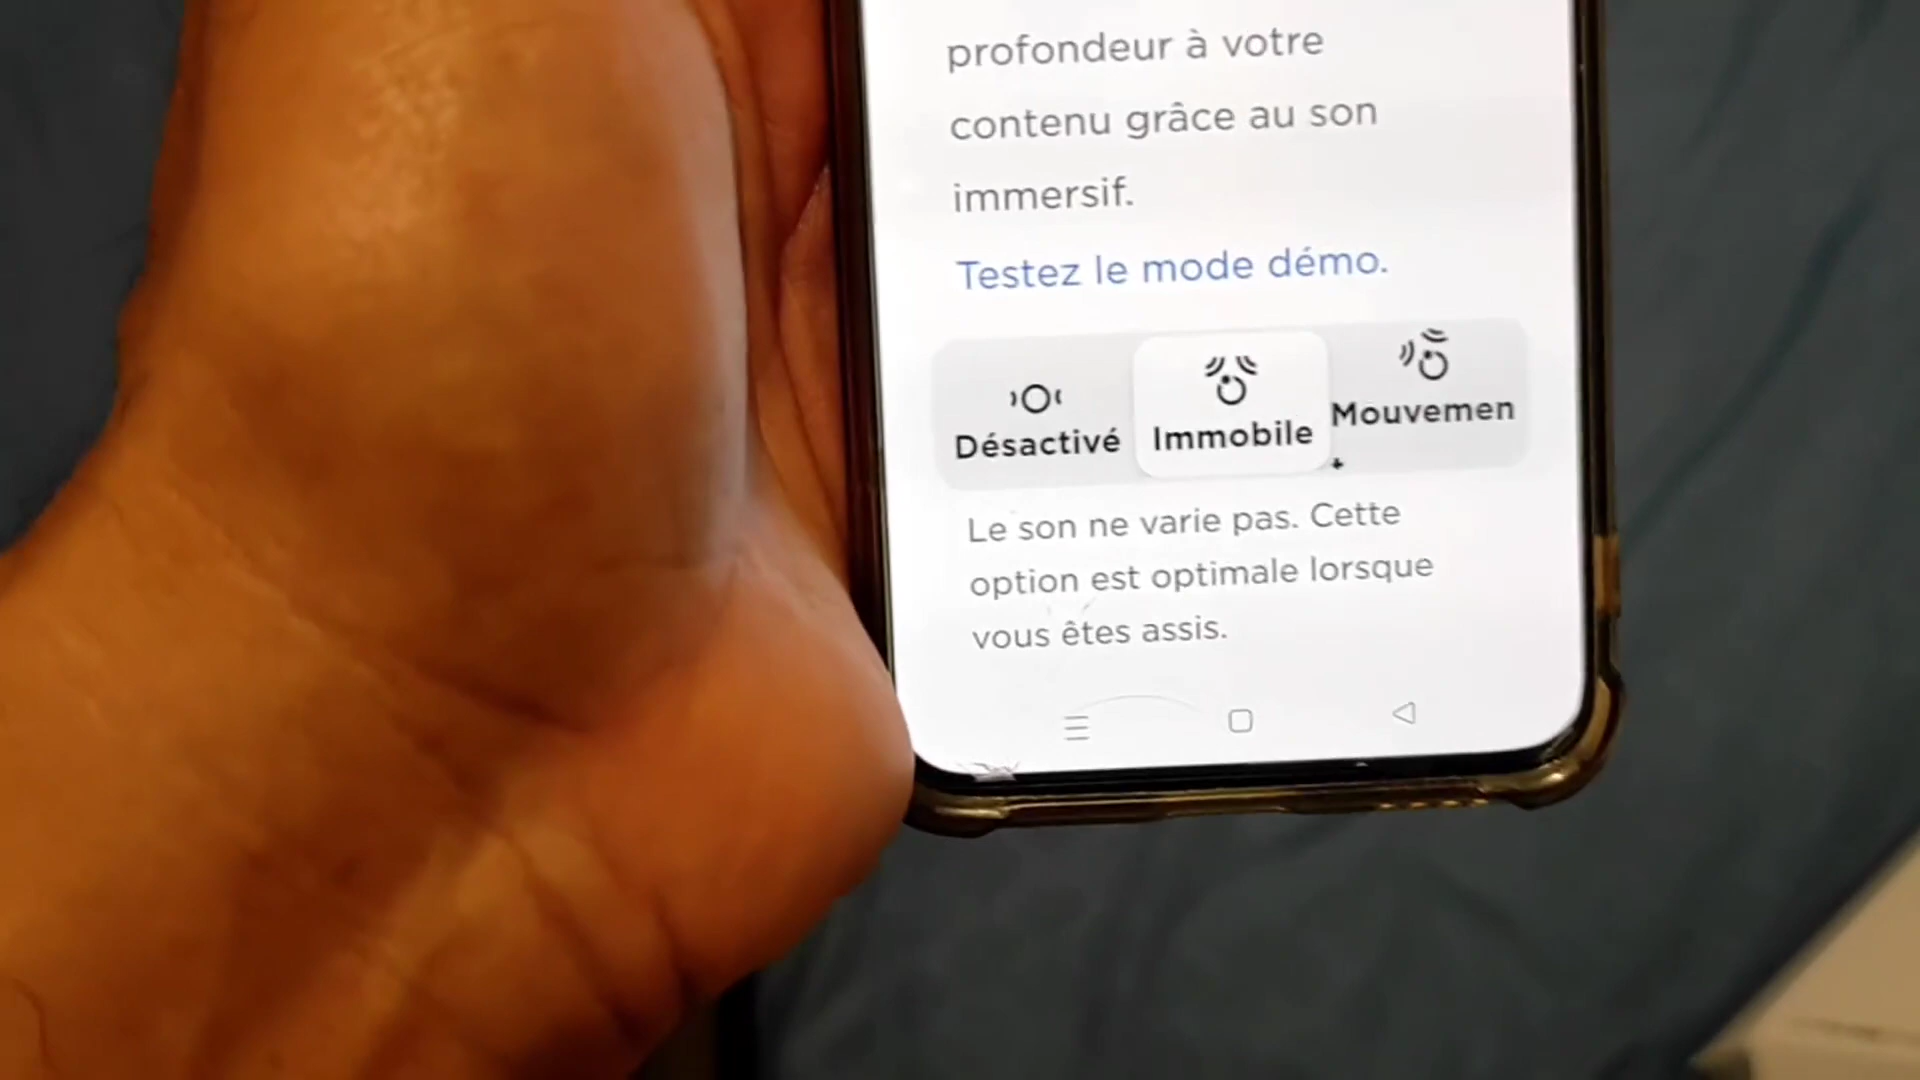 profondeur à votre
contenu grâce au son
immersif.
Testez le mode démo.
Désactivé
Immobile
Mouvemen
Le son ne varie pas. Cette
option est optimale lorsque
vous êtes assis.